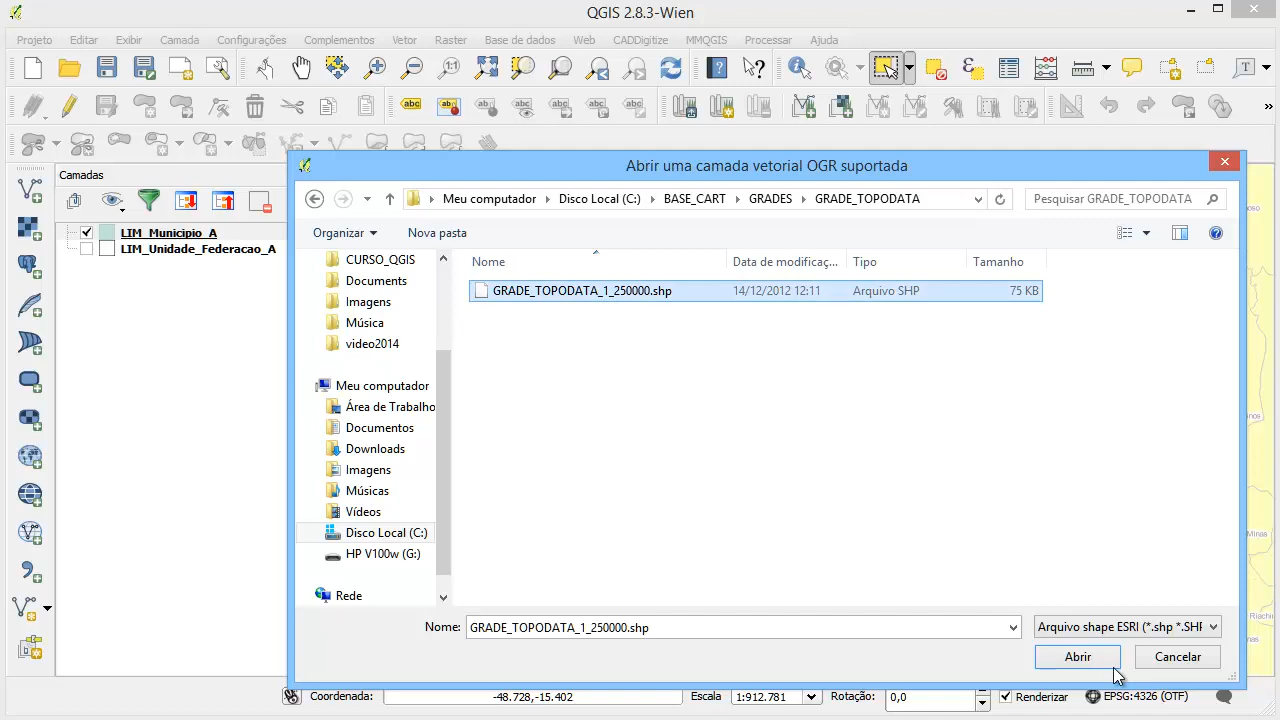 QGIS 2.8.3-Wien
Projeto Editar Exibir Camada Configurações Complementos Vetor Raster Base de dados Web CADDigitize MMQGIS Processar Ajuda
Camadas
LIM_Municipio_A
LIM_Unidade_Federacao_A
Abrir uma camada vetorial OGR suportada
Meu computador Disco Local (C:) BASE_CART GRADES GRADE_TOPODATA
Pesquisar GRADE_TOPODATA
Organizar Nova pasta
CURSO_QGIS
Documents
Imagens
Música
video2014
Meu computador
Área de Trabalho
Documentos
Downloads
Imagens
Músicas
Vídeos
Disco Local (C:)
HP V100w (G:)
Rede
Nome Data de modificaç... Tipo Tamanho
GRADE_TOPODATA_1_250000.shp 14/12/2012 12:11 Arquivo SHP 75 KB
Nome: GRADE_TOPODATA_1_250000.shp Arquivo shape ESRI (*.shp *.SHP
Abrir Cancelar
Coordenada: -48.728,-15.402 Escala 1:912.781 Rotação: 0,0 Renderizar EPSG:4326 (OTF)